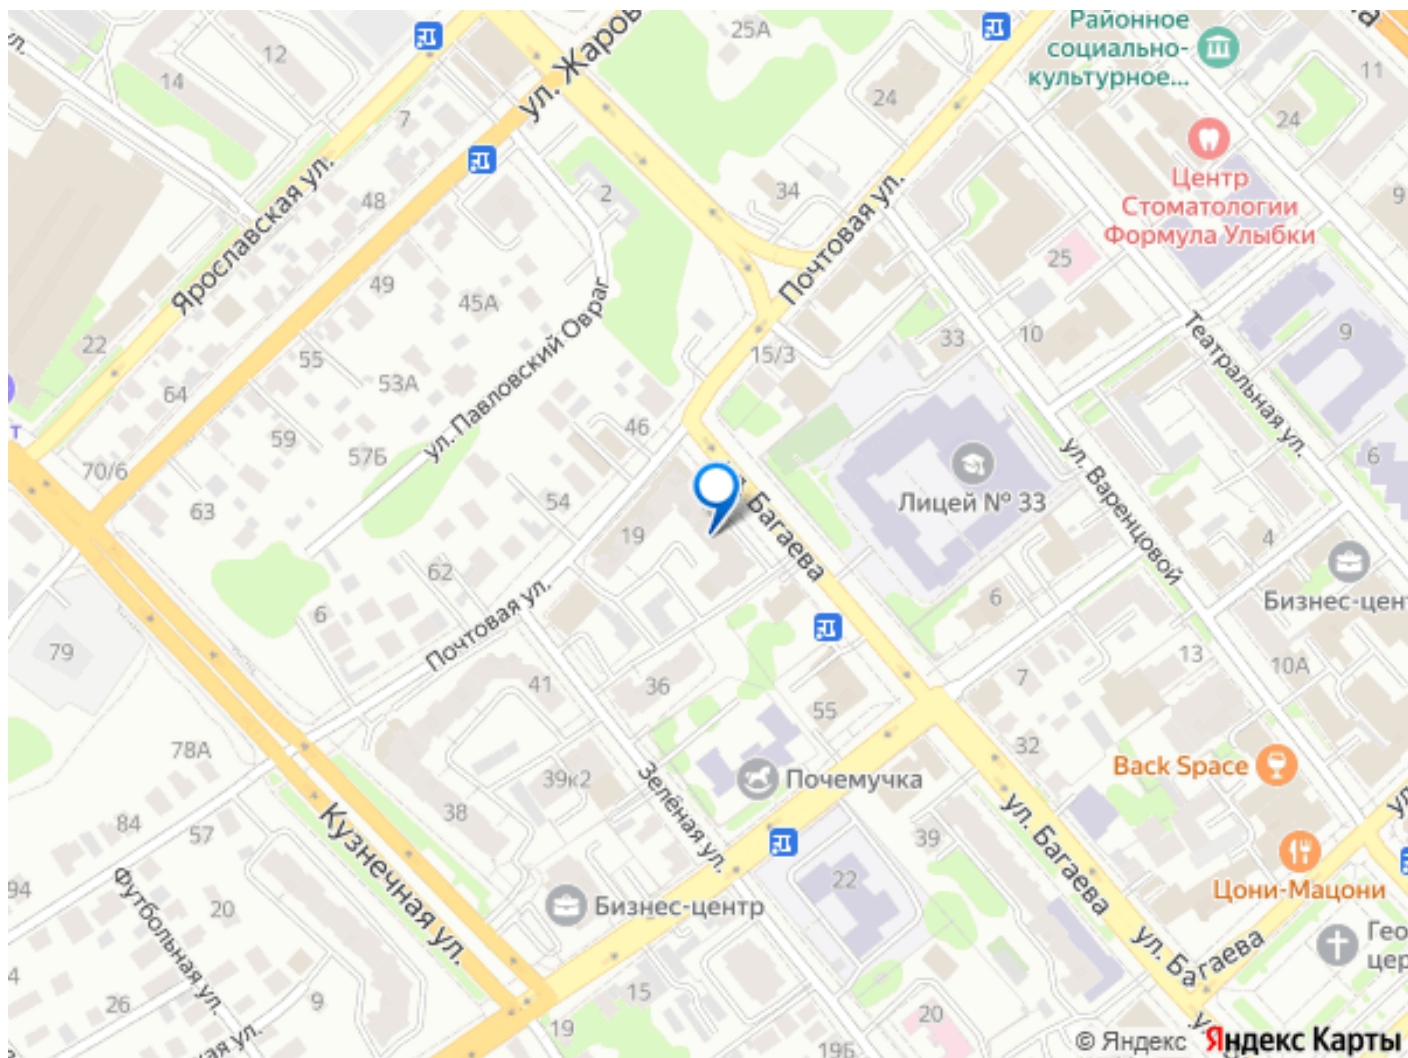 Районное
социально-
культурное...
25А
12
14
ул. Жаров
24
11
24
7
Центр
Стоматологии
Формула Улыбки
48
2
34
9
Ярославская ул.
Почтовая ул.
25
49
45А
ул. Павловский Овраг
22
55
15/3
33
10
Театральная ул.
9
53А
64
59
57Б
46
70/6
63
54
19
ул. Багаева
Лицей № 33
ул. Варенцовой
6
4
Бизнес-цен
62
6
Почтовая ул.
6
79
41
36
7
13
10А
55
78А
39к2
Зелёная ул.
Почемучка
32
Back Space
84
57
38
Кузнечная ул.
39
ул. Багаева
Цони-Мацони
94
Футбольная ул.
20
Бизнес-центр
22
ул. Багаева
Гео
цер
4
26
9
15
19
20
19Б
© Яндекс Яндекс Карты